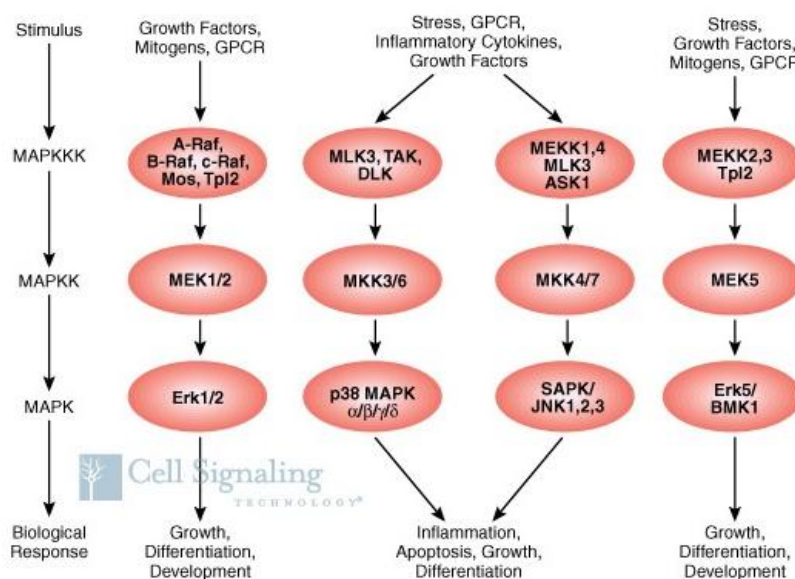 Stimulus
MAPKKK
MAPKK
MAPK
Biological
Response
Growth Factors,
Mitogens, GPCR
A-Raf,
B-Raf, c-Raf,
Mos, Tpl2
MEK1/2
Erk1/2
Growth,
Differentiation,
Development
Stress, GPCR,
Inflammatory Cytokines,
Growth Factors
MLK3, TAK,
DLK
MKK3/6
p38 MAPK
α/β/γ/δ
MEKK1,4
MLK3
ASK1
MKK4/7
SAPK/
JNK1,2,3
Inflammation,
Apoptosis, Growth,
Differentiation
Stress,
Growth Factors,
Mitogens, GPCR
MEKK2,3
Tpl2
MEK5
Erk5/
BMK1
Growth,
Differentiation,
Development
Cell Signaling
TECHNOLOGY®